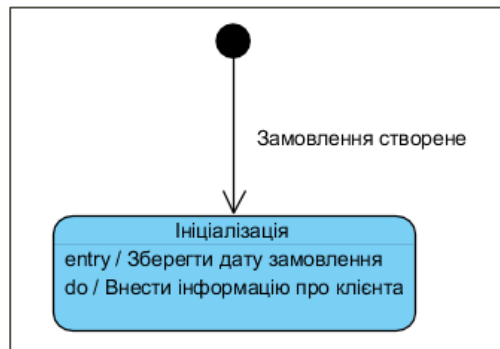 Замовлення створене
Ініціалізація
entry / Зберегти дату замовлення
do / Внести інформацію про клієнта